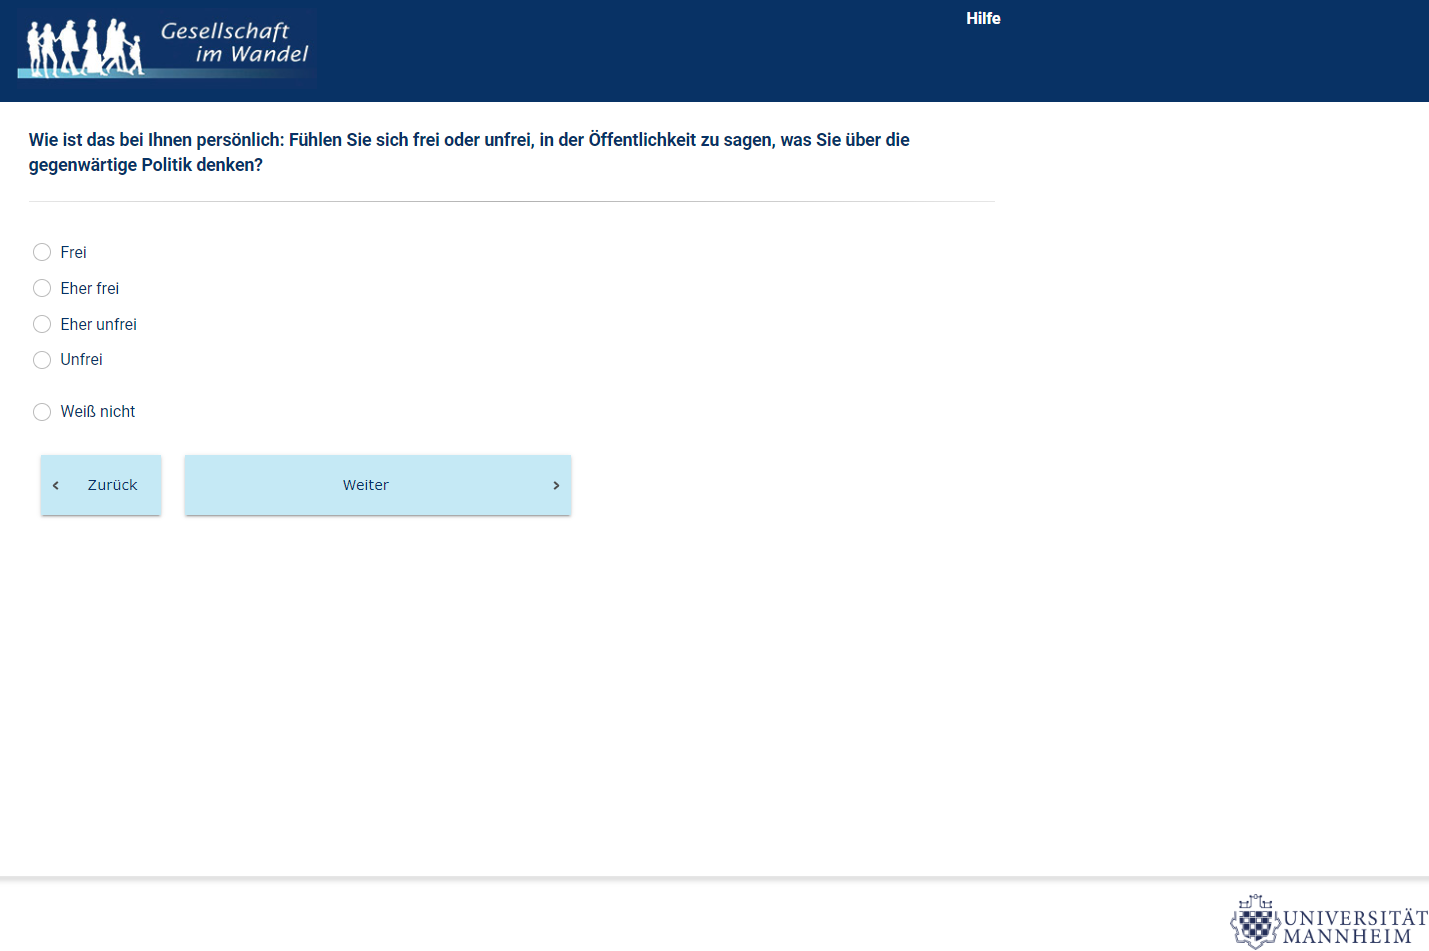 Gesellschaft
im Wandel
Hilfe
Wie ist das bei Ihnen persönlich: Fühlen Sie sich frei oder unfrei, in der Öffentlichkeit zu sagen, was Sie über die
gegenwärtige Politik denken?
Frei
Eher frei
Eher unfrei
Unfrei
Weiß nicht
‹ Zurück
Weiter ›
UNIVERSITÄT
MANNHEIM